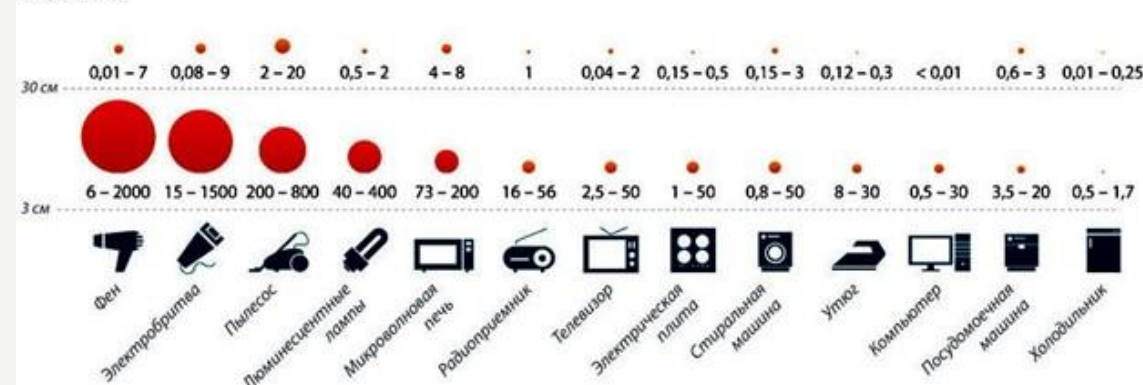 0,01 – 7 0,08 – 9 2 – 20 0,5 – 2 4 – 8 1 0,04 – 2 0,15 – 0,5 0,15 – 3 0,12 – 0,3 < 0,01 0,6 – 3 0,01 – 0,25
30 см
6 – 2000 15 – 1500 200 – 800 40 – 400 73 – 200 16 – 56 2,5 – 50 1 – 50 0,8 – 50 8 – 30 0,5 – 30 3,5 – 20 0,5 – 1,7
3 см
Фен
Электробритва
Пылесос
Люминесцентные
лампы
Микроволновая
печь
Радиоприемник
Телевизор
Электрическая
плита
Стиральная
машина
Утюг
Компьютер
Посудомоечная
машина
Холодильник